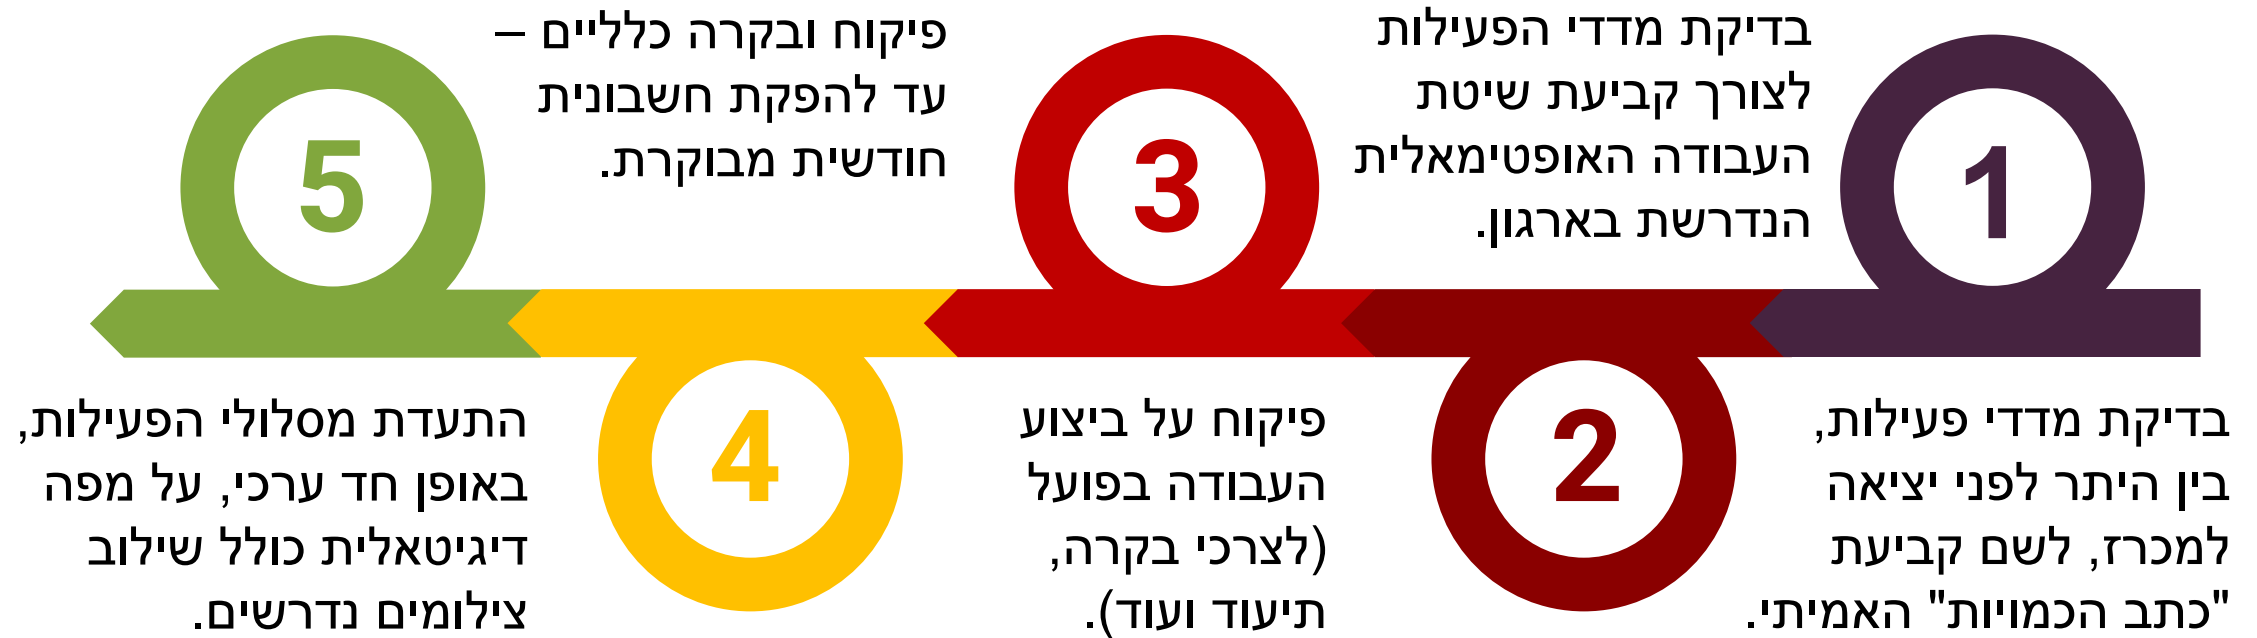 1
בדיקת מדדי פעילות,
בין היתר לפני יציאה
למכרז, לשם קביעת
"כתב הכמויות" האמיתי.
2
בדיקת מדדי הפעילות
לצורך קביעת שיטת
העבודה האופטימאלית
הנדרשת בארגון.
3
פיקוח על ביצוע
העבודה בפועל
(לצרכי בקרה,
תיעוד ועוד).
4
פיקוח ובקרה כלליים –
עד להפקת חשבונית
חודשית מבוקרת.
5
התעדת מסלולי הפעילות,
באופן חד ערכי, על מפה
דיגיטאלית כולל שילוב
צילומים נדרשים.